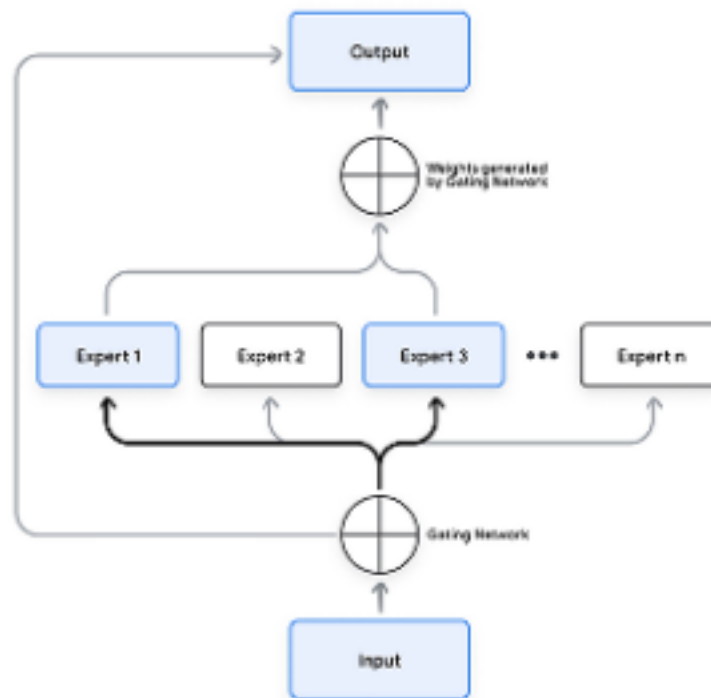 Output
Weights generated
by Gating Network
Expert 1
Expert 2
Expert 3
•••
Expert n
Gating Network
Input